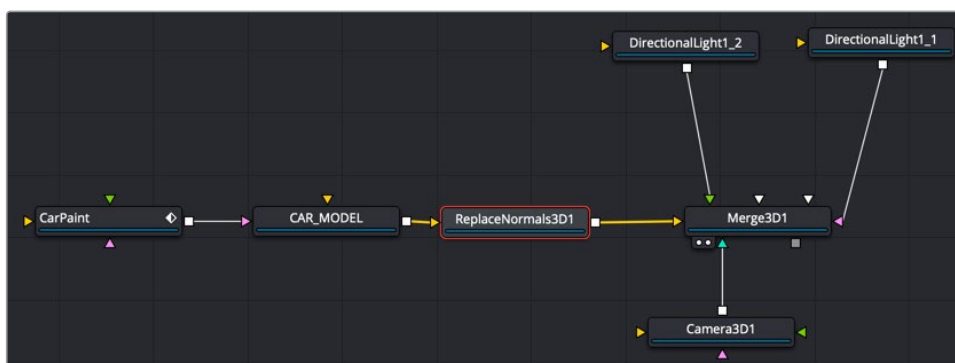 DirectionalLight1_2
DirectionalLight1_1
CarPaint
CAR_MODEL
ReplaceNormals3D1
Merge3D1
Camera3D1